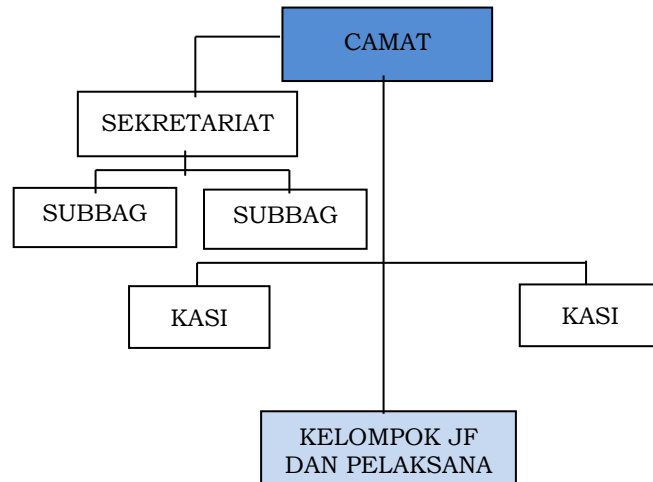 CAMAT
SEKRETARIAT
SUBBAG
SUBBAG
KASI
KASI
KELOMPOK JF
DAN PELAKSANA